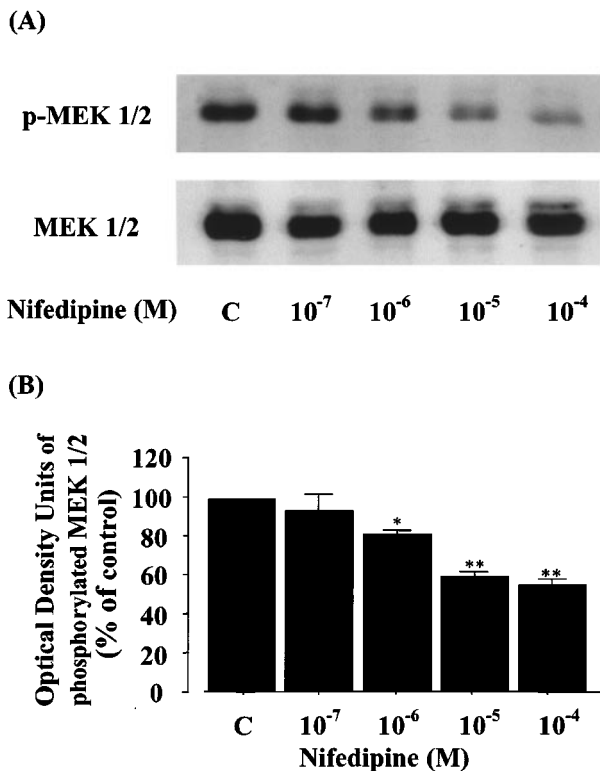 (A)
p-MEK 1/2
MEK 1/2
Nifedipine (M) C 10⁻⁷ 10⁻⁶ 10⁻⁵ 10⁻⁴
(B)
Optical Density Units of
phosphorylated MEK 1/2
(% of control)
120
100
80
60
40
20
0
* ** **
C 10⁻⁷ 10⁻⁶ 10⁻⁵ 10⁻⁴
Nifedipine (M)